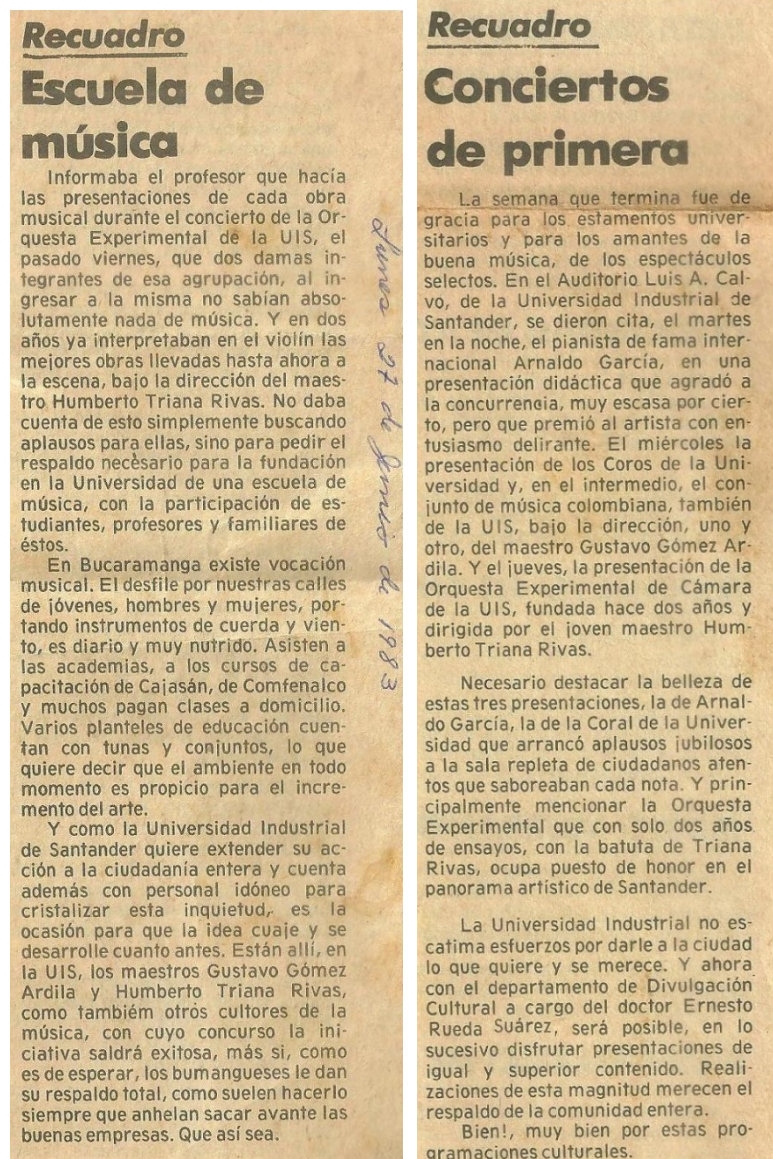 Recuadro
Escuela de
música
Informaba el profesor que hacía
las presentaciones de cada obra
musical durante el concierto de la Or-
questa Experimental de la UIS, el
pasado viernes, que dos damas in-
tegrantes de esa agrupación, al in-
gresar a la misma no sabían abso-
lutamente nada de música. Y en dos
años ya interpretaban en el violín las
mejores obras llevadas hasta ahora a
la escena, bajo la dirección del maes-
tro Humberto Triana Rivas. No daba
cuenta de esto simplemente buscando
aplausos para ellas, sino para pedir el
respaldo necesario para la fundación
en la Universidad de una escuela de
música, con la participación de es-
tudiantes, profesores y familiares de
éstos.
En Bucaramanga existe vocación
musical. El desfile por nuestras calles
de jóvenes, hombres y mujeres, por-
tando instrumentos de cuerda y vien-
to, es diario y muy nutrido. Asisten a
las academias, a los cursos de ca-
pacitación de Cajasán, de Comfenalco
y muchos pagan clases a domicilio.
Varios planteles de educación cuen-
tan con tunas y conjuntos, lo que
quiere decir que el ambiente en todo
momento es propicio para el incre-
mento del arte.
Y como la Universidad Industrial
de Santander quiere extender su ac-
ción a la ciudadanía entera y cuenta
además con personal idóneo para
cristalizar esta inquietud, es la
ocasión para que la idea cuaje y se
desarrolle cuanto antes. Están allí, en
la UIS, los maestros Gustavo Gómez
Ardila y Humberto Triana Rivas,
como también otros cultores de la
música, con cuyo concurso la ini-
ciativa saldrá exitosa, más si, como
es de esperar, los bumangueses le dan
su respaldo total, como suelen hacerlo
siempre que anhelan sacar avante las
buenas empresas. Que así sea.
Lunes 27 de Junio de 1983
Recuadro
Conciertos
de primera
La semana que termina fue de
gracia para los estamentos univer-
sitarios y para los amantes de la
buena música, de los espectáculos
selectos. En el Auditorio Luis A. Cal-
vo, de la Universidad Industrial de
Santander, se dieron cita, el martes
en la noche, el pianista de fama inter-
nacional Arnaldo García, en una
presentación didáctica que agradó a
la concurrencia, muy escasa por cier-
to, pero que premió al artista con en-
tusiasmo delirante. El miércoles la
presentación de los Coros de la Uni-
versidad y, en el intermedio, el con-
junto de música colombiana, también
de la UIS, bajo la dirección, uno y
otro, del maestro Gustavo Gómez Ar-
dila. Y el jueves, la presentación de la
Orquesta Experimental de Cámara
de la UIS, fundada hace dos años y
dirigida por el joven maestro Hum-
berto Triana Rivas.
Necesario destacar la belleza de
estas tres presentaciones, la de Arnal-
do García, la de la Coral de la Univer-
sidad que arrancó aplausos jubilosos
a la sala repleta de ciudadanos aten-
tos que saboreaban cada nota. Y prin-
cipalmente mencionar la Orquesta
Experimental que con solo dos años
de ensayos, con la batuta de Triana
Rivas, ocupa puesto de honor en el
panorama artístico de Santander.
La Universidad Industrial no es-
catima esfuerzos por darle a la ciudad
lo que quiere y se merece. Y ahora
con el departamento de Divulgación
Cultural a cargo del doctor Ernesto
Rueda Suárez, será posible, en lo
sucesivo disfrutar presentaciones de
igual y superior contenido. Reali-
zaciones de esta magnitud merecen el
respaldo de la comunidad entera.
Bien!, muy bien por estas pro-
gramaciones culturales.